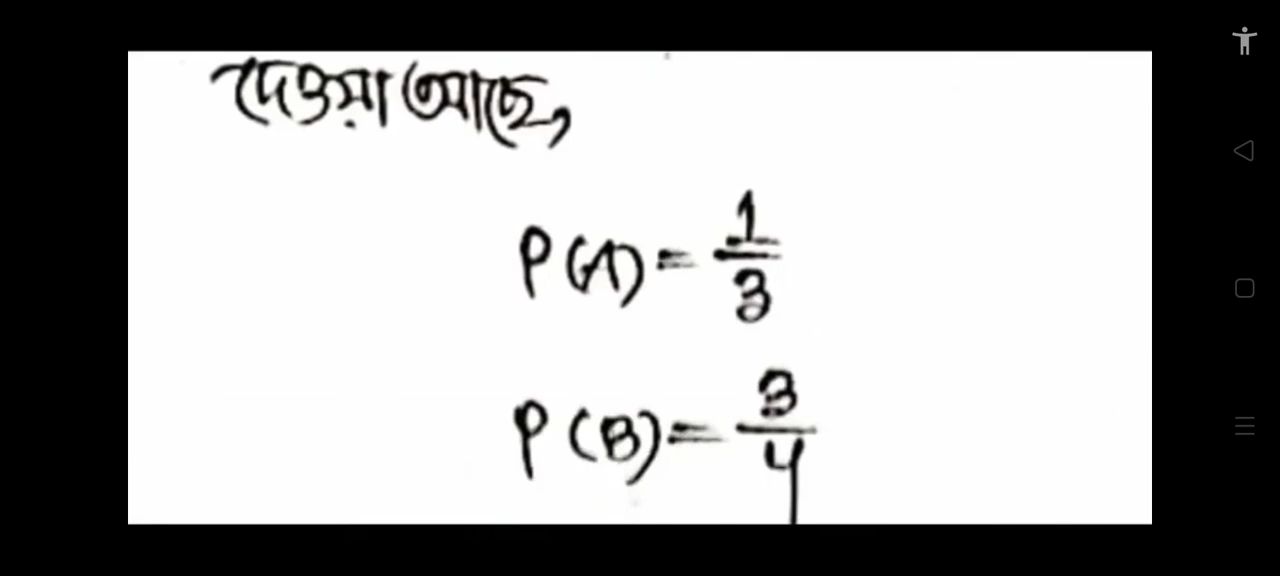 দেওয়া আছে,
P(A) = 1/3
P(B) = 3/4